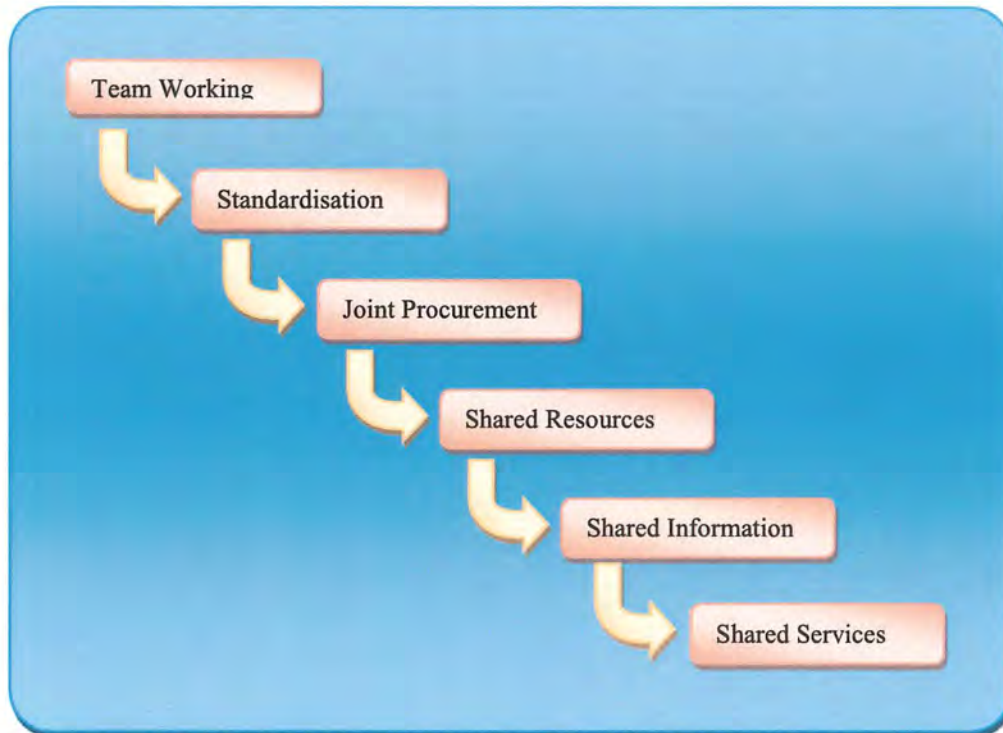 Team Working
Standardisation
Joint Procurement
Shared Resources
Shared Information
Shared Services